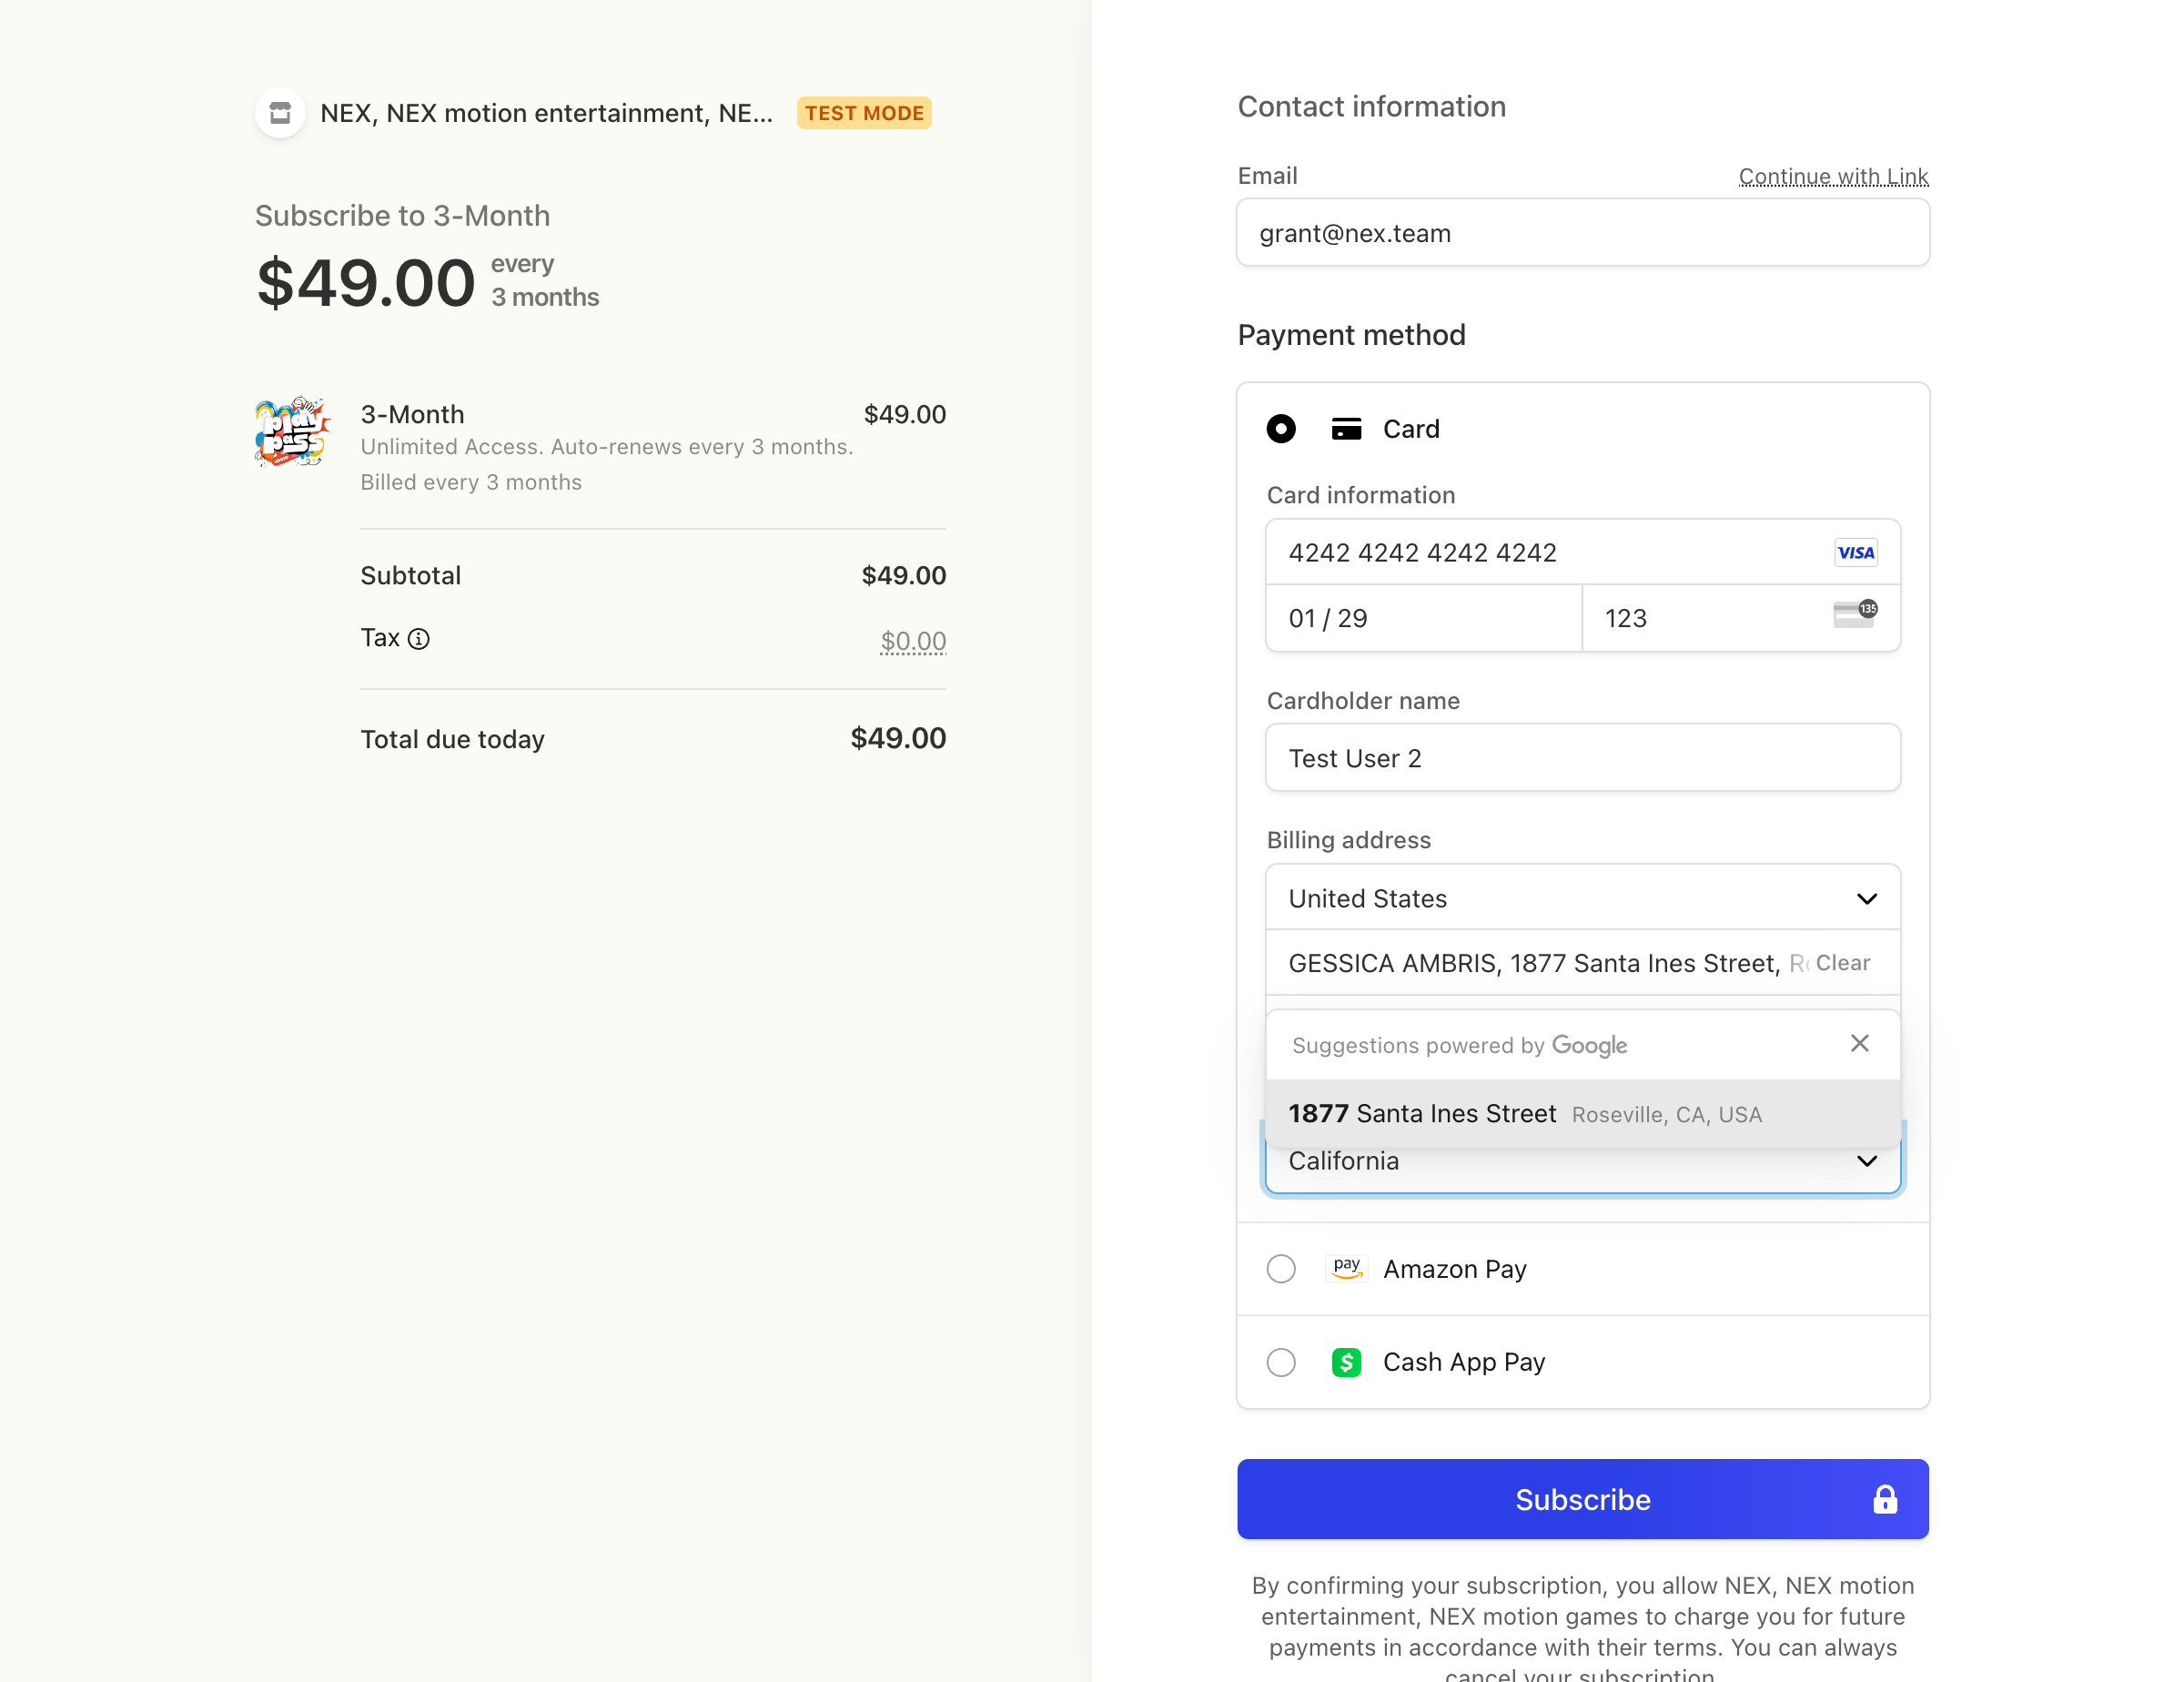 NEX, NEX motion entertainment, NE...
TEST MODE
Subscribe to 3-Month
$49.00
every
3 months
play
pass
3-Month
$49.00
Unlimited Access. Auto-renews every 3 months.
Billed every 3 months
Subtotal
$49.00
Tax
$0.00
Total due today
$49.00
Contact information
Email
Continue with Link
grant@nex.team
Payment method
Card
Card information
4242 4242 4242 4242
VISA
01 / 29
123
135
Cardholder name
Test User 2
Billing address
United States
GESSICA AMBRIS, 1877 Santa Ines Street,
Clear
Suggestions powered by Google
1877 Santa Ines Street Roseville, CA, USA
California
pay
Amazon Pay
$
Cash App Pay
Subscribe
By confirming your subscription, you allow NEX, NEX motion
entertainment, NEX motion games to charge you for future
payments in accordance with their terms. You can always
cancel your subscription.